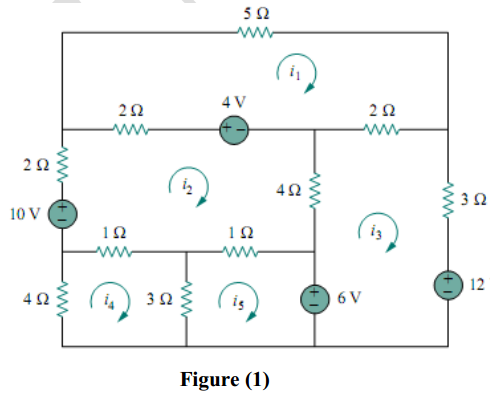 5 Ω
i1
2 Ω 4 V 2 Ω
2 Ω
i2 4 Ω 3 Ω
10 V
1 Ω 1 Ω i3
4 Ω i4 3 Ω i5 6 V 12
Figure (1)